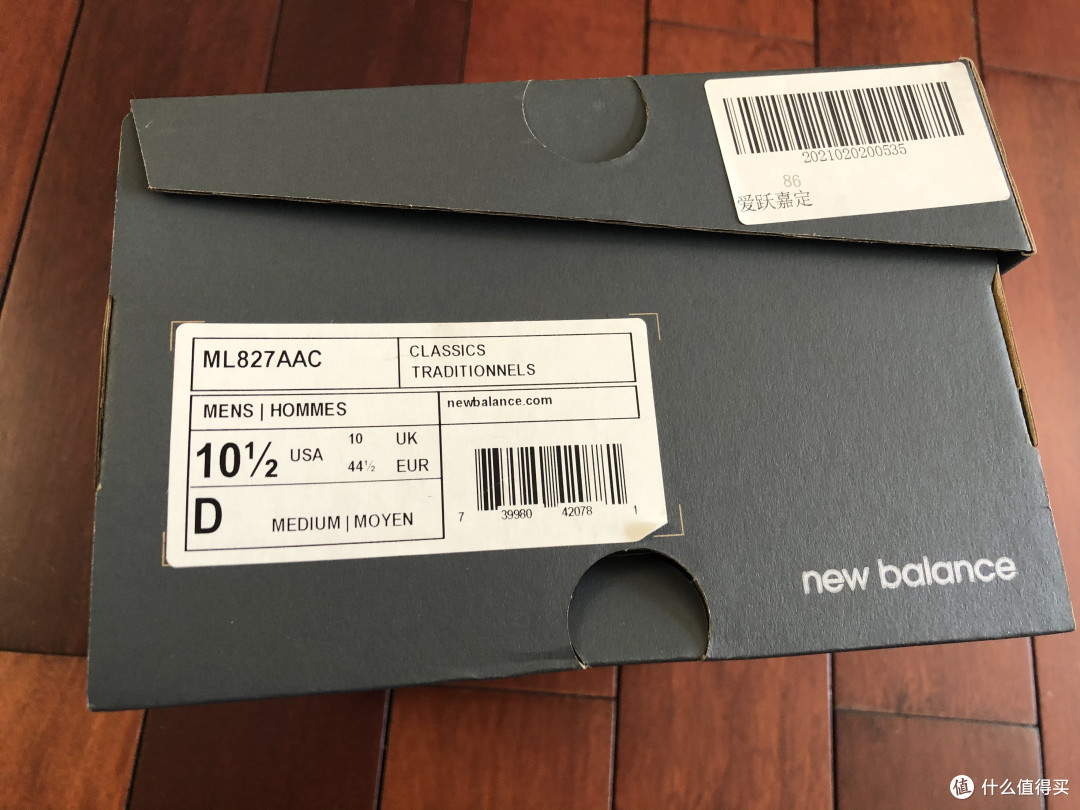 2021020200535
86
爱跃嘉定
ML827AAC
CLASSICS
TRADITIONNELS
MENS | HOMMES
newbalance.com
10½ USA
10 UK
44½ EUR
D
MEDIUM | MOYEN
7 39980 42078 1
new balance
值 什么值得买